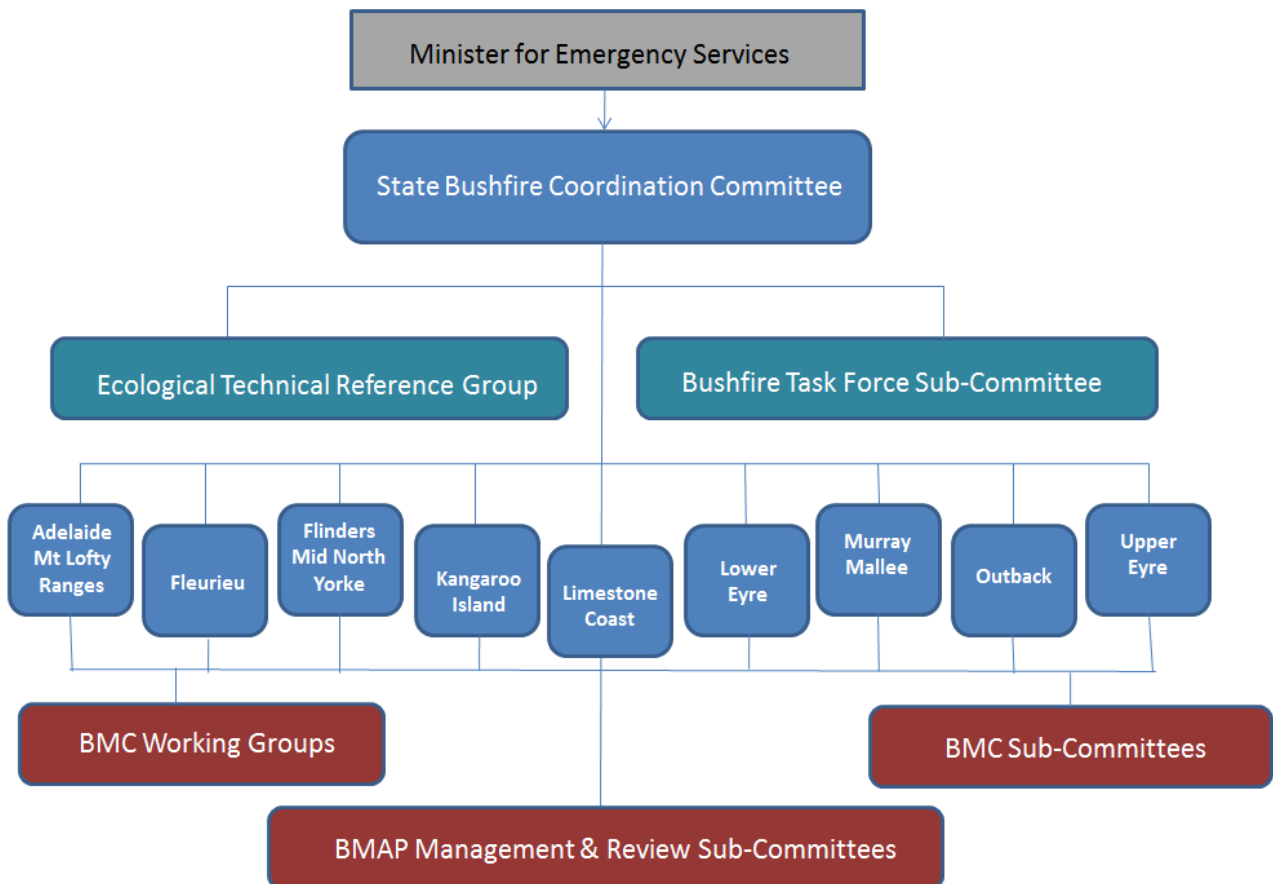 Minister for Emergency Services
State Bushfire Coordination Committee
Ecological Technical Reference Group
Bushfire Task Force Sub-Committee
Adelaide
Mt Lofty
Ranges
Fleurieu
Flinders
Mid North
Yorke
Kangaroo
Island
Limestone
Coast
Lower
Eyre
Murray
Mallee
Outback
Upper
Eyre
BMC Working Groups
BMC Sub-Committees
BMAP Management & Review Sub-Committees